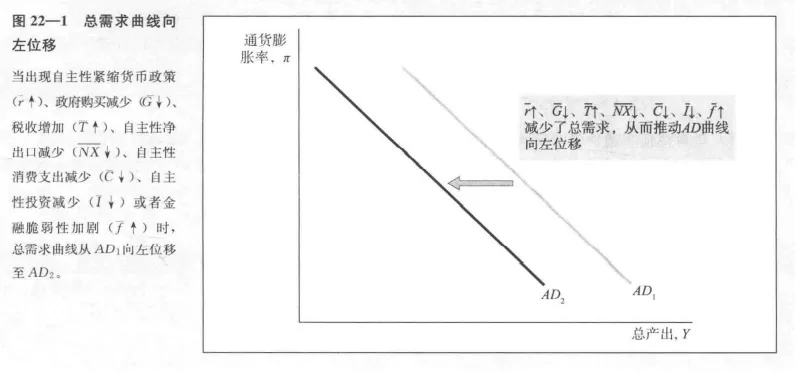 图 22—1 总需求曲线向
左位移
当出现自主性紧缩货币政策
(r̄↑)、政府购买减少 (Ḡ↓)、
税收增加 (T̄↑)、自主性净
出口减少 (N̅X̅↓)、自主性
消费支出减少 (C̄↓)、自主
性投资减少 (Ī↓) 或者金
融脆弱性加剧 (f̄↑) 时,
总需求曲线从 AD₁向左位移
至 AD₂。
通货膨
胀率, π
r̄↑、Ḡ↓、T̄↑、N̅X̅↓、C̄↓、Ī↓、f̄↑
减少了总需求，从而推动AD曲线
向左位移
AD₂
AD₁
总产出, Y